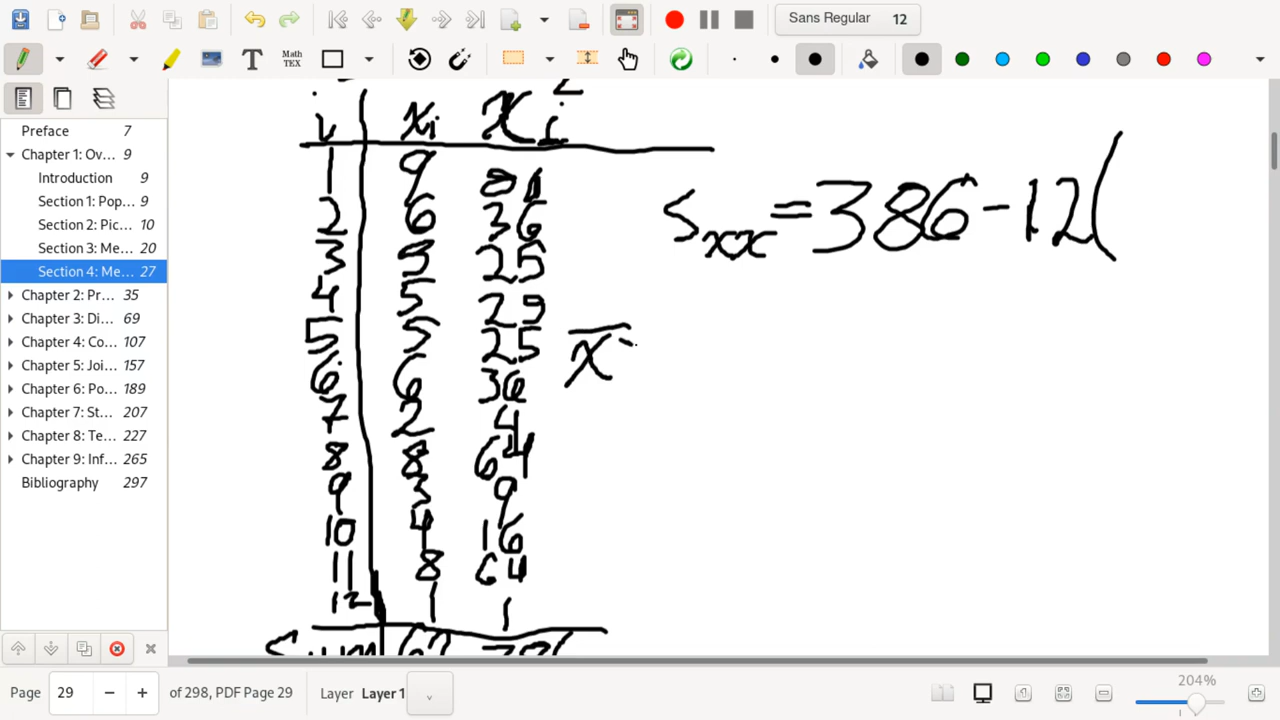 Sans Regular 12
Math
TEX
Preface 7
Chapter 1: Ov... 9
Introduction 9
Section 1: Pop... 9
Section 2: Pic... 10
Section 3: Me... 20
Section 4: Me... 27
Chapter 2: Pr... 35
Chapter 3: Di... 69
Chapter 4: Co... 107
Chapter 5: Joi... 157
Chapter 6: Po... 189
Chapter 7: St... 207
Chapter 8: Te... 227
Chapter 9: Inf... 265
Bibliography 297
i xi xi²
1 9 81
2 6 36
3 5 25
4 5 25
5 5 25
6 6 36
7 2 4
8 8 64
9 3 9
10 4 16
11 8 64
12 1 1
Sum
Sxx = 386 - 12(
x̄
Page 29 of 298, PDF Page 29 Layer Layer 1 204%